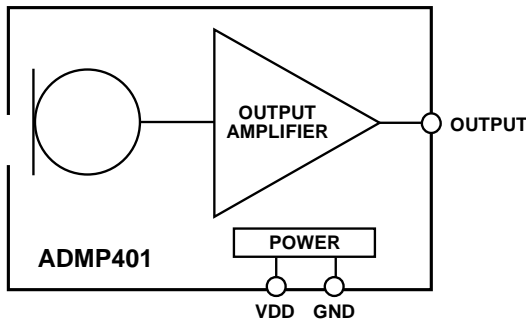 OUTPUT
AMPLIFIER
OUTPUT
POWER
ADMP401
VDD GND